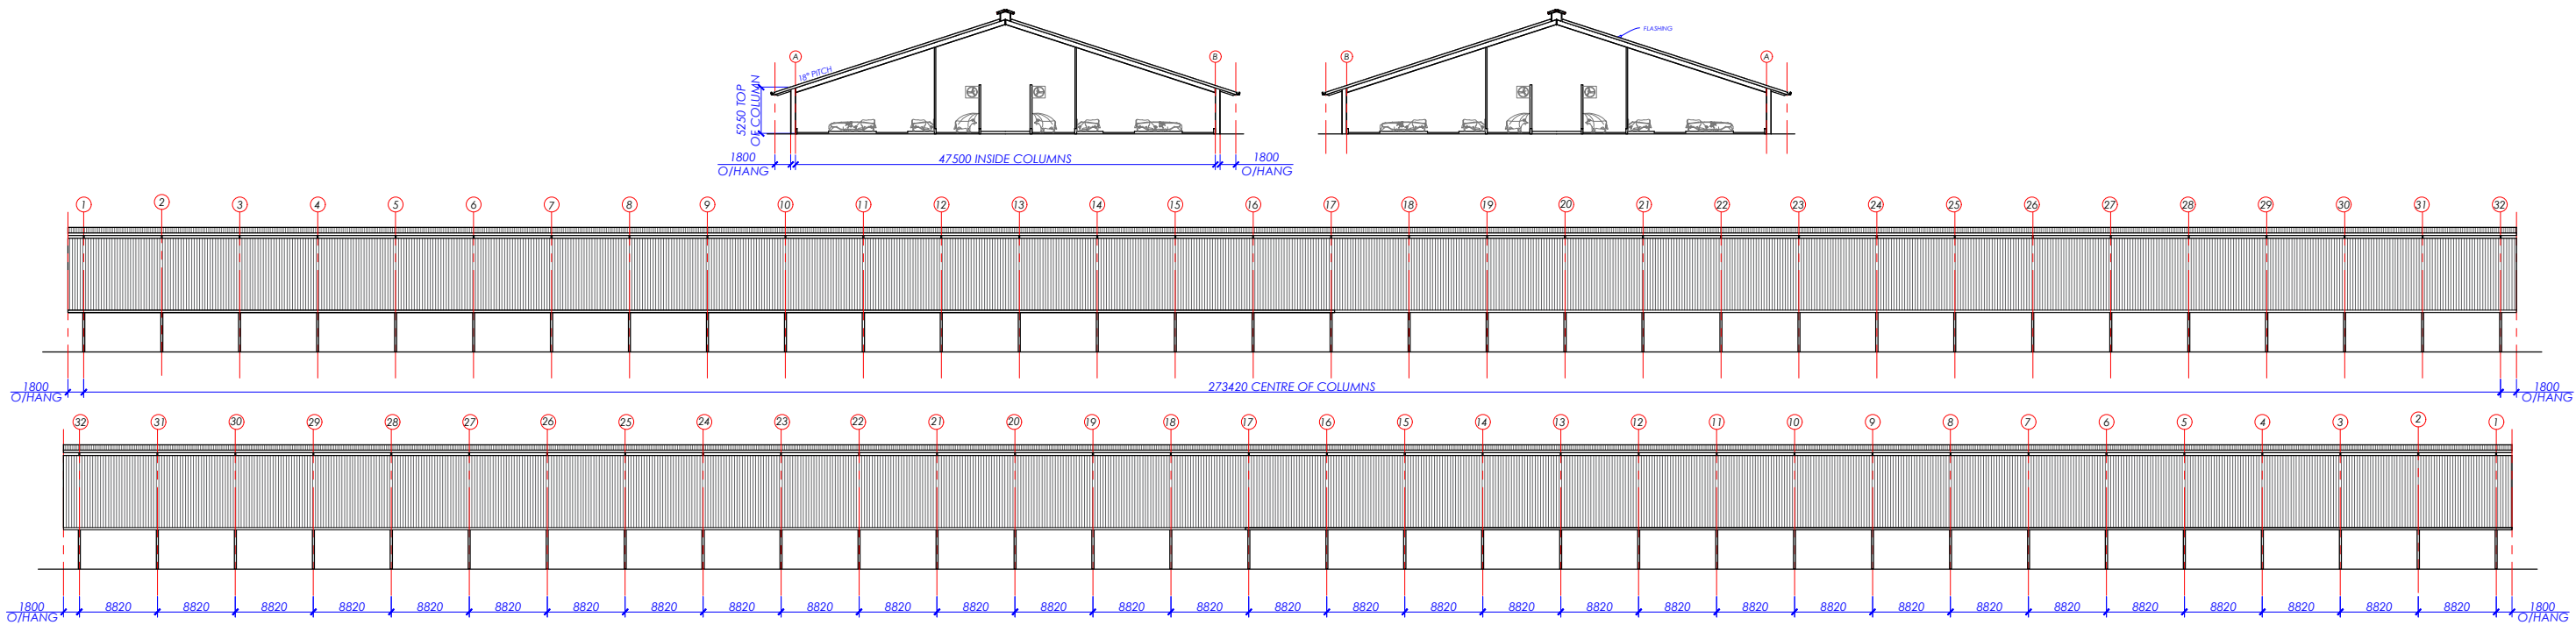 FLASHING
A
B
B
A
18° PITCH
5250 TOP
OF COLUMN
1800
O/HANG
47500 INSIDE COLUMNS
1800
O/HANG
1 2 3 4 5 6 7 8 9 10 11 12 13 14 15 16 17 18 19 20 21 22 23 24 25 26 27 28 29 30 31 32
1800
O/HANG
273420 CENTRE OF COLUMNS
1800
O/HANG
32 31 30 29 28 27 26 25 24 23 22 21 20 19 18 17 16 15 14 13 12 11 10 9 8 7 6 5 4 3 2 1
1800
O/HANG
8820 8820 8820 8820 8820 8820 8820 8820 8820 8820 8820 8820 8820 8820 8820 8820 8820 8820 8820 8820 8820 8820 8820 8820 8820 8820 8820 8820 8820 8820 8820
1800
O/HANG